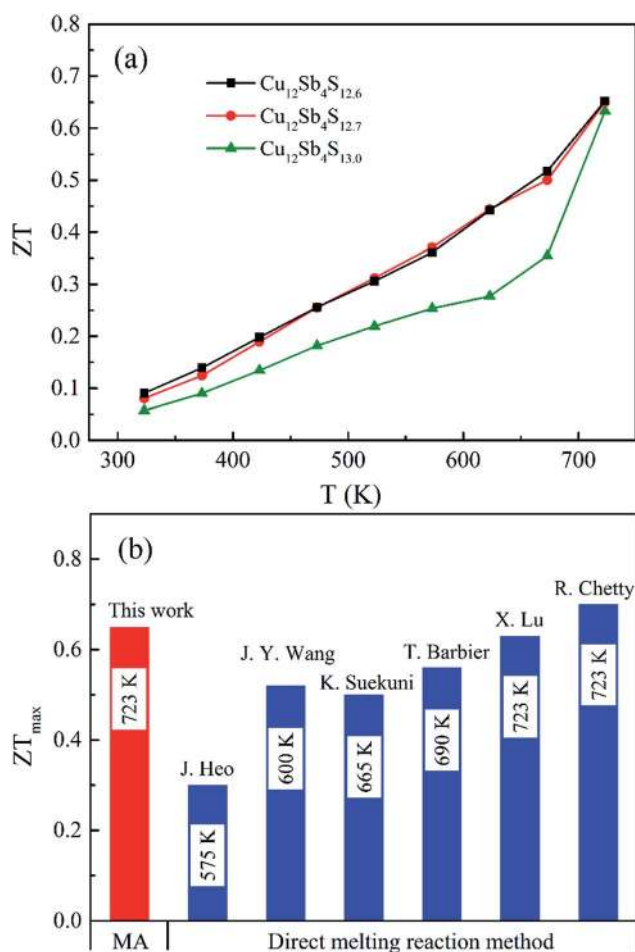 0.8
(a)
0.7
Cu₁₂Sb₄S₁₂.₆
0.6
Cu₁₂Sb₄S₁₂.₇
Cu₁₂Sb₄S₁₃.₀
0.5
ZT
0.4
0.3
0.2
0.1
0.0
300 400 500 600 700
T (K)
(b)
0.8
R. Chetty
This work
X. Lu
T. Barbier
0.6
J. Y. Wang
K. Suekuni
723 K
723 K
723 K
690 K
ZTmax
0.4
600 K
665 K
J. Heo
0.2
575 K
0.0
MA Direct melting reaction method